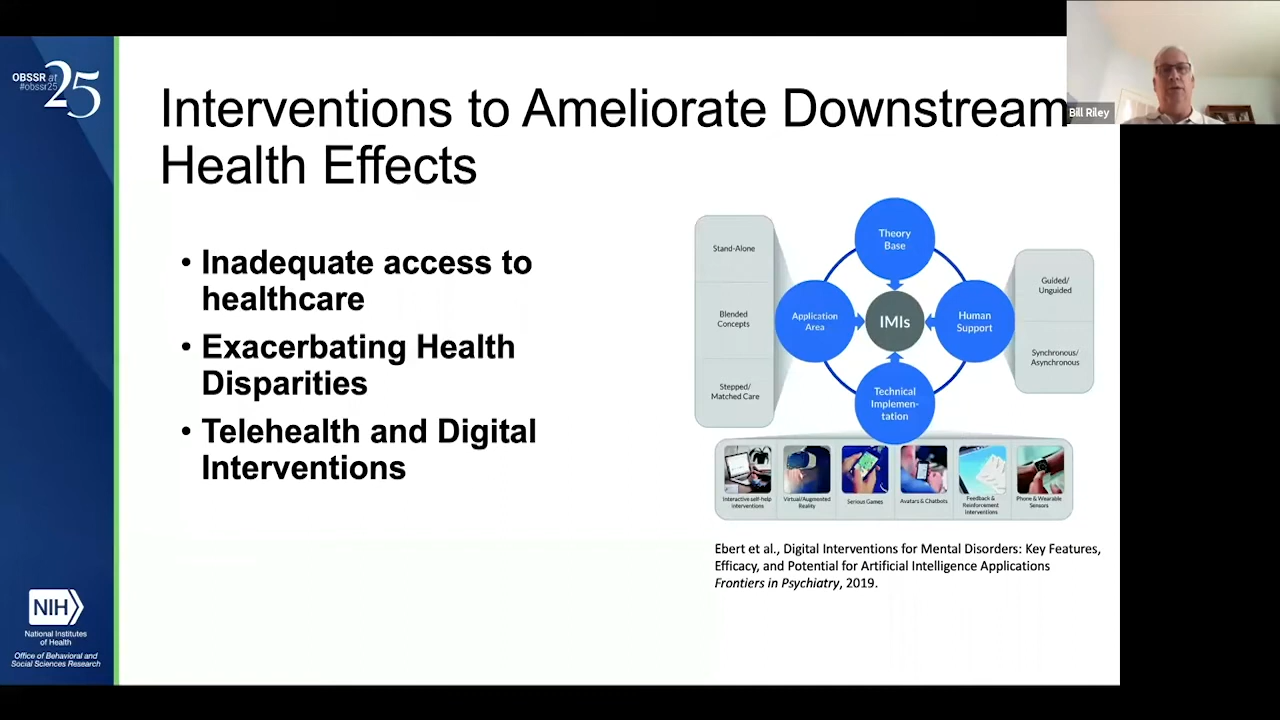 OBSSR at
#obssr25
25
Bill Riley
Interventions to Ameliorate Downstream
Health Effects
• Inadequate access to
healthcare
• Exacerbating Health
Disparities
• Telehealth and Digital
Interventions
Stand-Alone
Blended
Concepts
Stepped/
Matched Care
Theory
Base
Application
Area
IMIs
Human
Support
Technical
Implemen-
tation
Guided/
Unguided
Synchronous/
Asynchronous
Interactive self-help
interventions
Virtual/Augmented
Reality
Serious Games
Avatars & Chatbots
Feedback &
Reinforcement
interventions
Phone & Wearable
Sensors
Ebert et al., Digital Interventions for Mental Disorders: Key Features,
Efficacy, and Potential for Artificial Intelligence Applications
Frontiers in Psychiatry, 2019.
NIH
National Institutes
of Health
Office of Behavioral and
Social Sciences Research